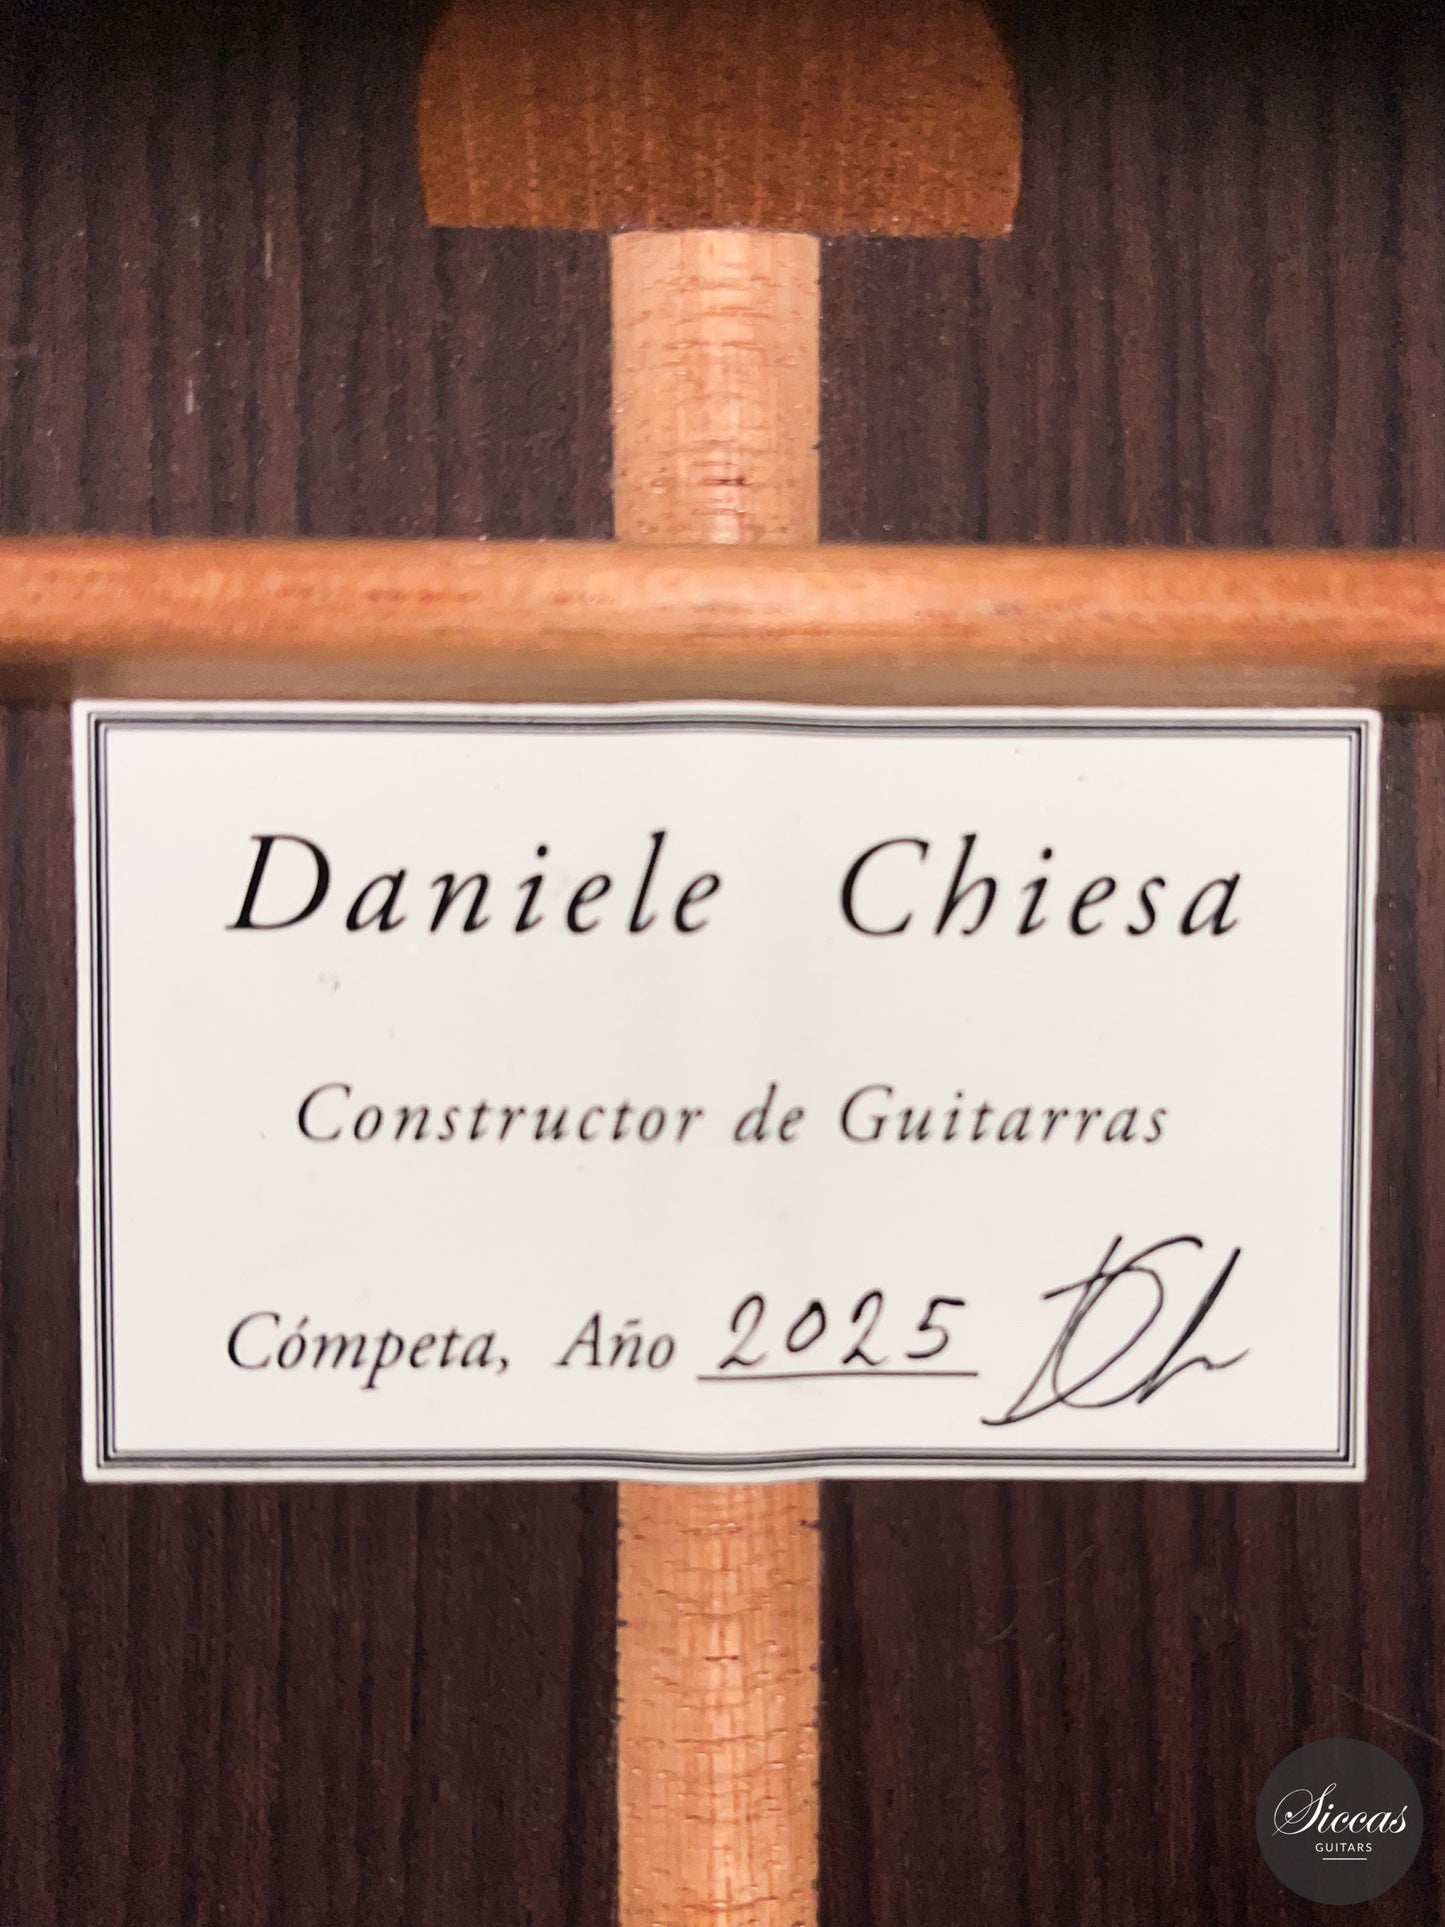 Daniele Chiesa
Constructor de Guitarras
Cómpeta, Año 2025
Siccas
GUITARS